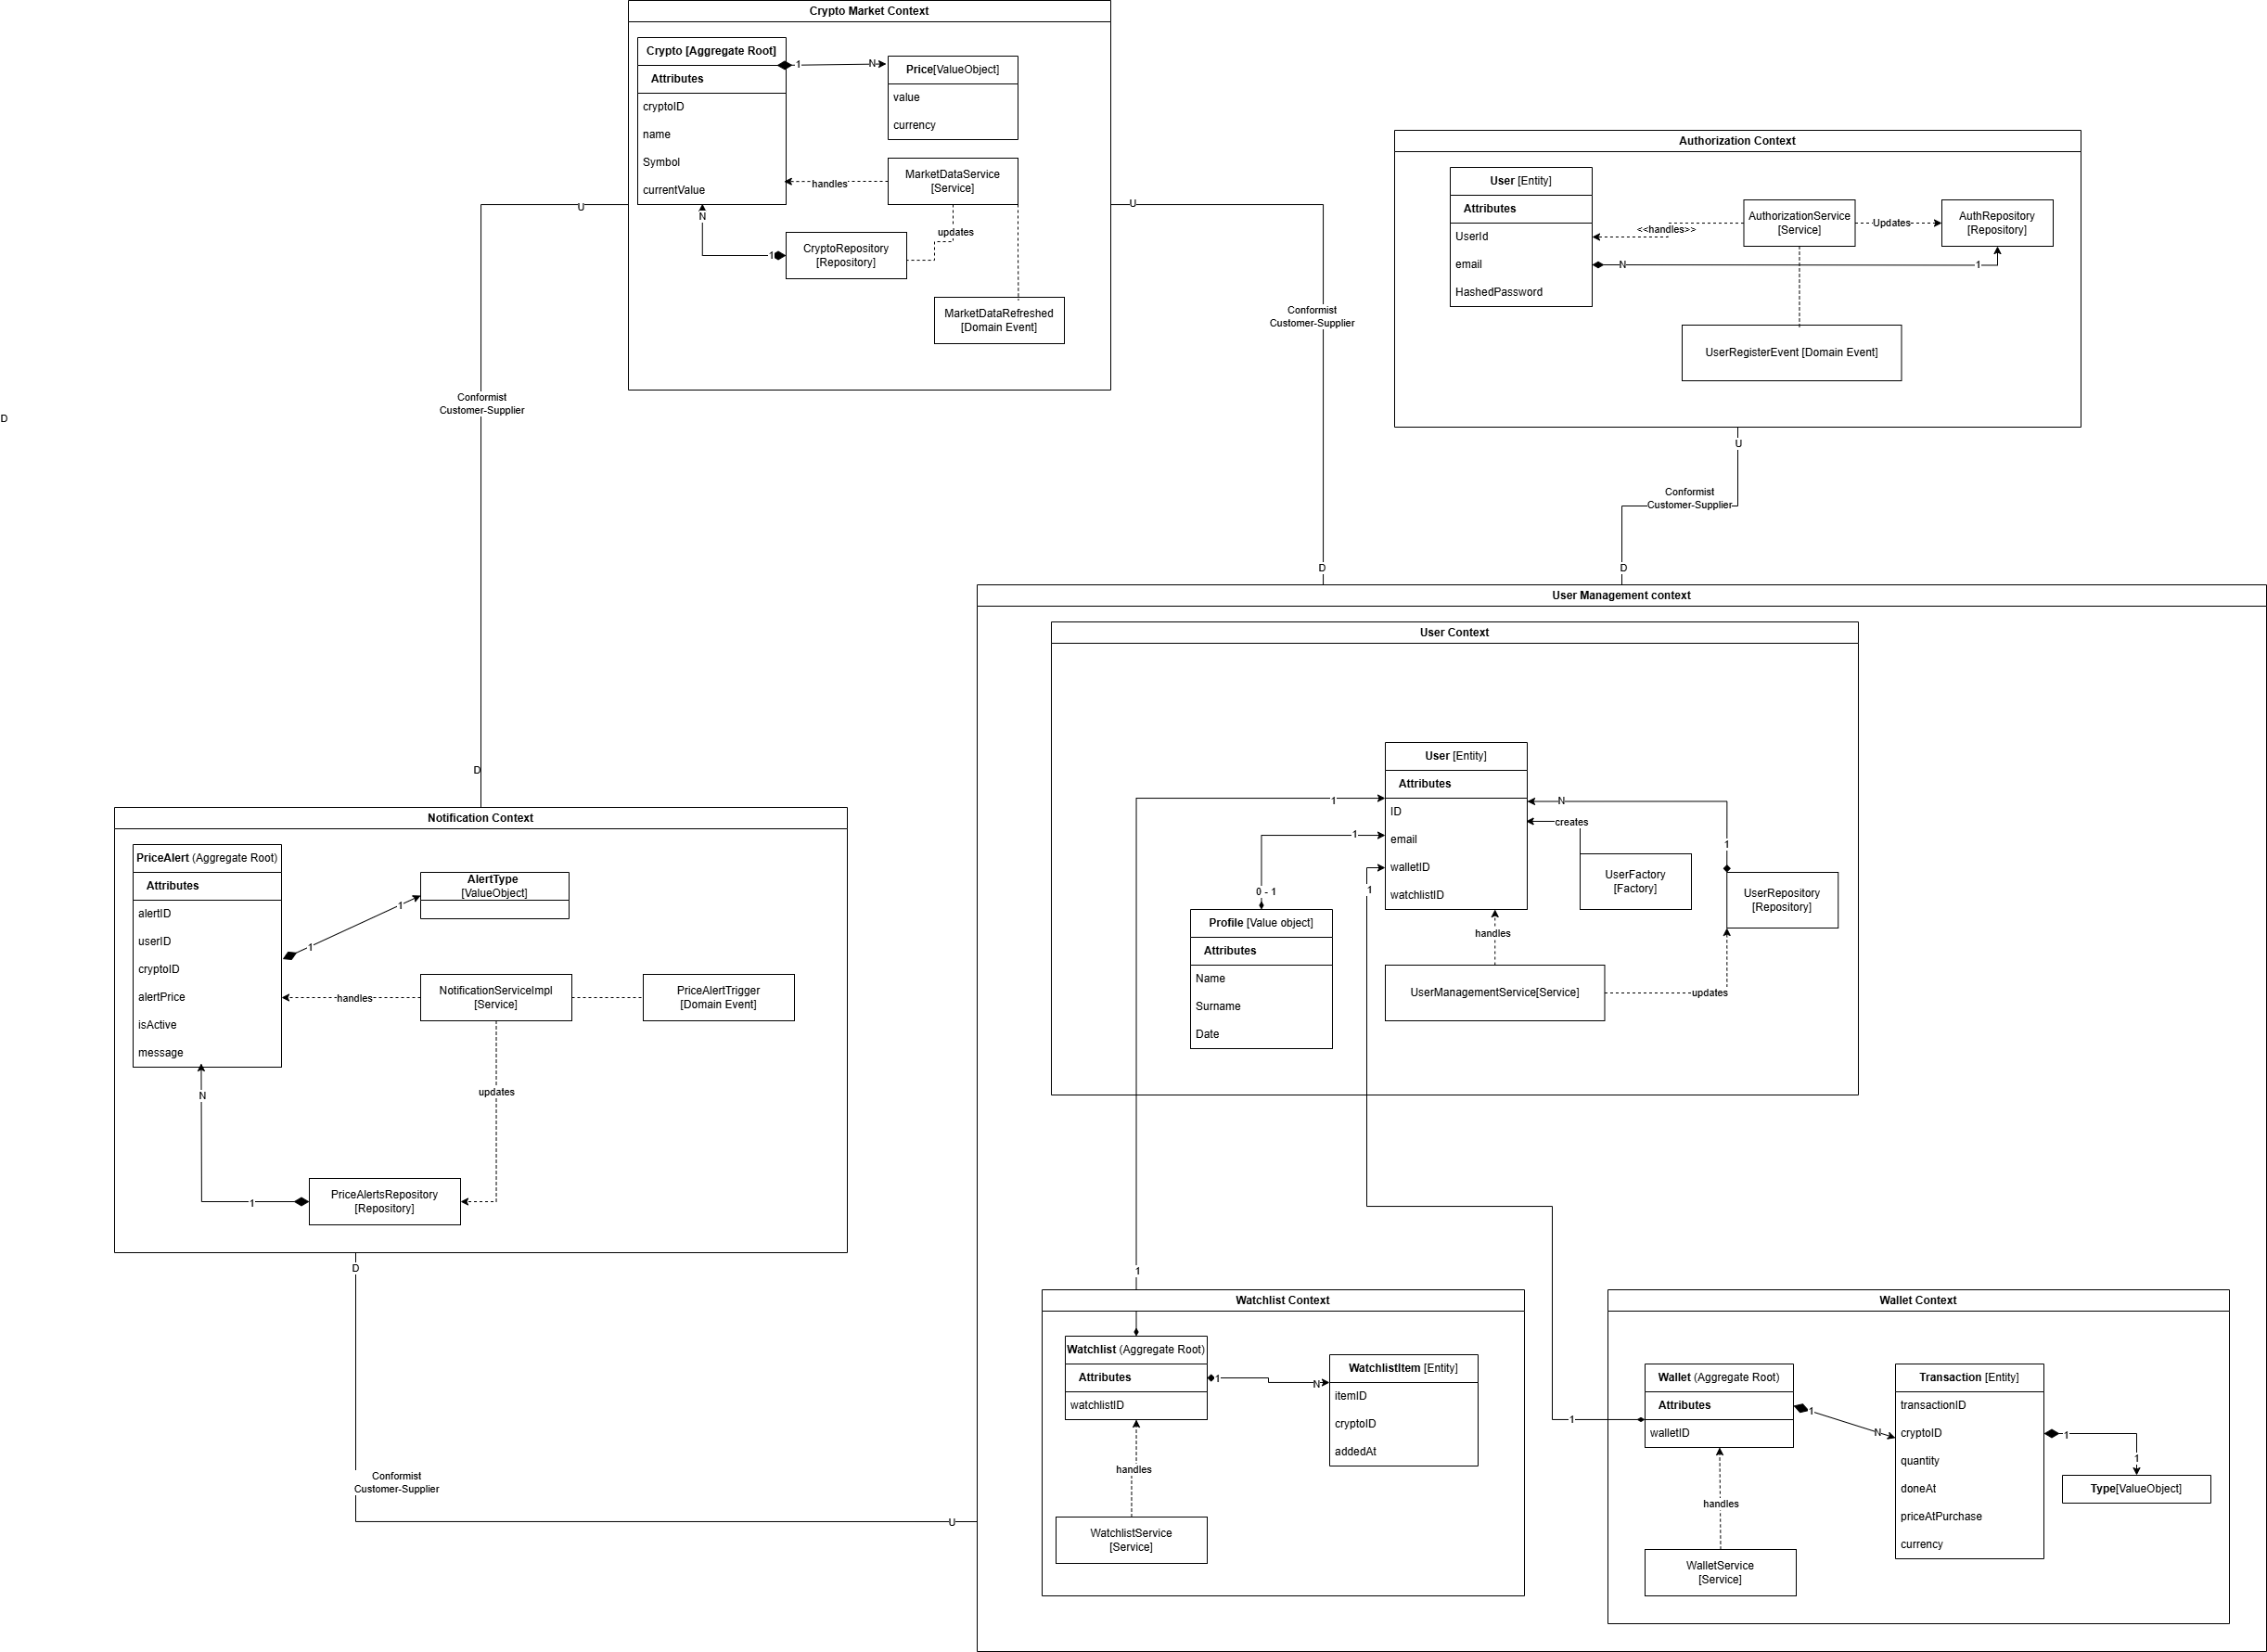 Crypto Market Context
Crypto [Aggregate Root]
Attributes
cryptoID
name
Symbol
currentValue
1
N
Price[ValueObject]
value
currency
MarketDataService
[Service]
handles
updates
N
1
CryptoRepository
[Repository]
MarketDataRefreshed
[Domain Event]
Authorization Context
User [Entity]
Attributes
UserId
email
HashedPassword
<<handles>>
AuthorizationService
[Service]
Updates
AuthRepository
[Repository]
N
1
UserRegisterEvent [Domain Event]
U
U
Conformist
Customer-Supplier
D
Conformist
Customer-Supplier
D
U
Conformist
Customer-Supplier
D
D
User Management context
User Context
User [Entity]
Attributes
ID
email
walletID
watchlistID
1
1
1
0 - 1
N
creates
1
UserFactory
[Factory]
UserRepository
[Repository]
Profile [Value object]
Attributes
Name
Surname
Date
handles
UserManagementService[Service]
updates
Notification Context
PriceAlert (Aggregate Root)
Attributes
alertID
userID
cryptoID
alertPrice
isActive
message
1
1
AlertType
[ValueObject]
handles
NotificationServiceImpl
[Service]
PriceAlertTrigger
[Domain Event]
updates
N
1
PriceAlertsRepository
[Repository]
D
Conformist
Customer-Supplier
U
1
Watchlist Context
Watchlist (Aggregate Root)
Attributes
watchlistID
1
N
WatchlistItem [Entity]
itemID
cryptoID
addedAt
handles
WatchlistService
[Service]
Wallet Context
1
Wallet (Aggregate Root)
Attributes
walletID
1
N
Transaction [Entity]
transactionID
cryptoID
quantity
doneAt
priceAtPurchase
currency
1
1
Type[ValueObject]
handles
WalletService
[Service]